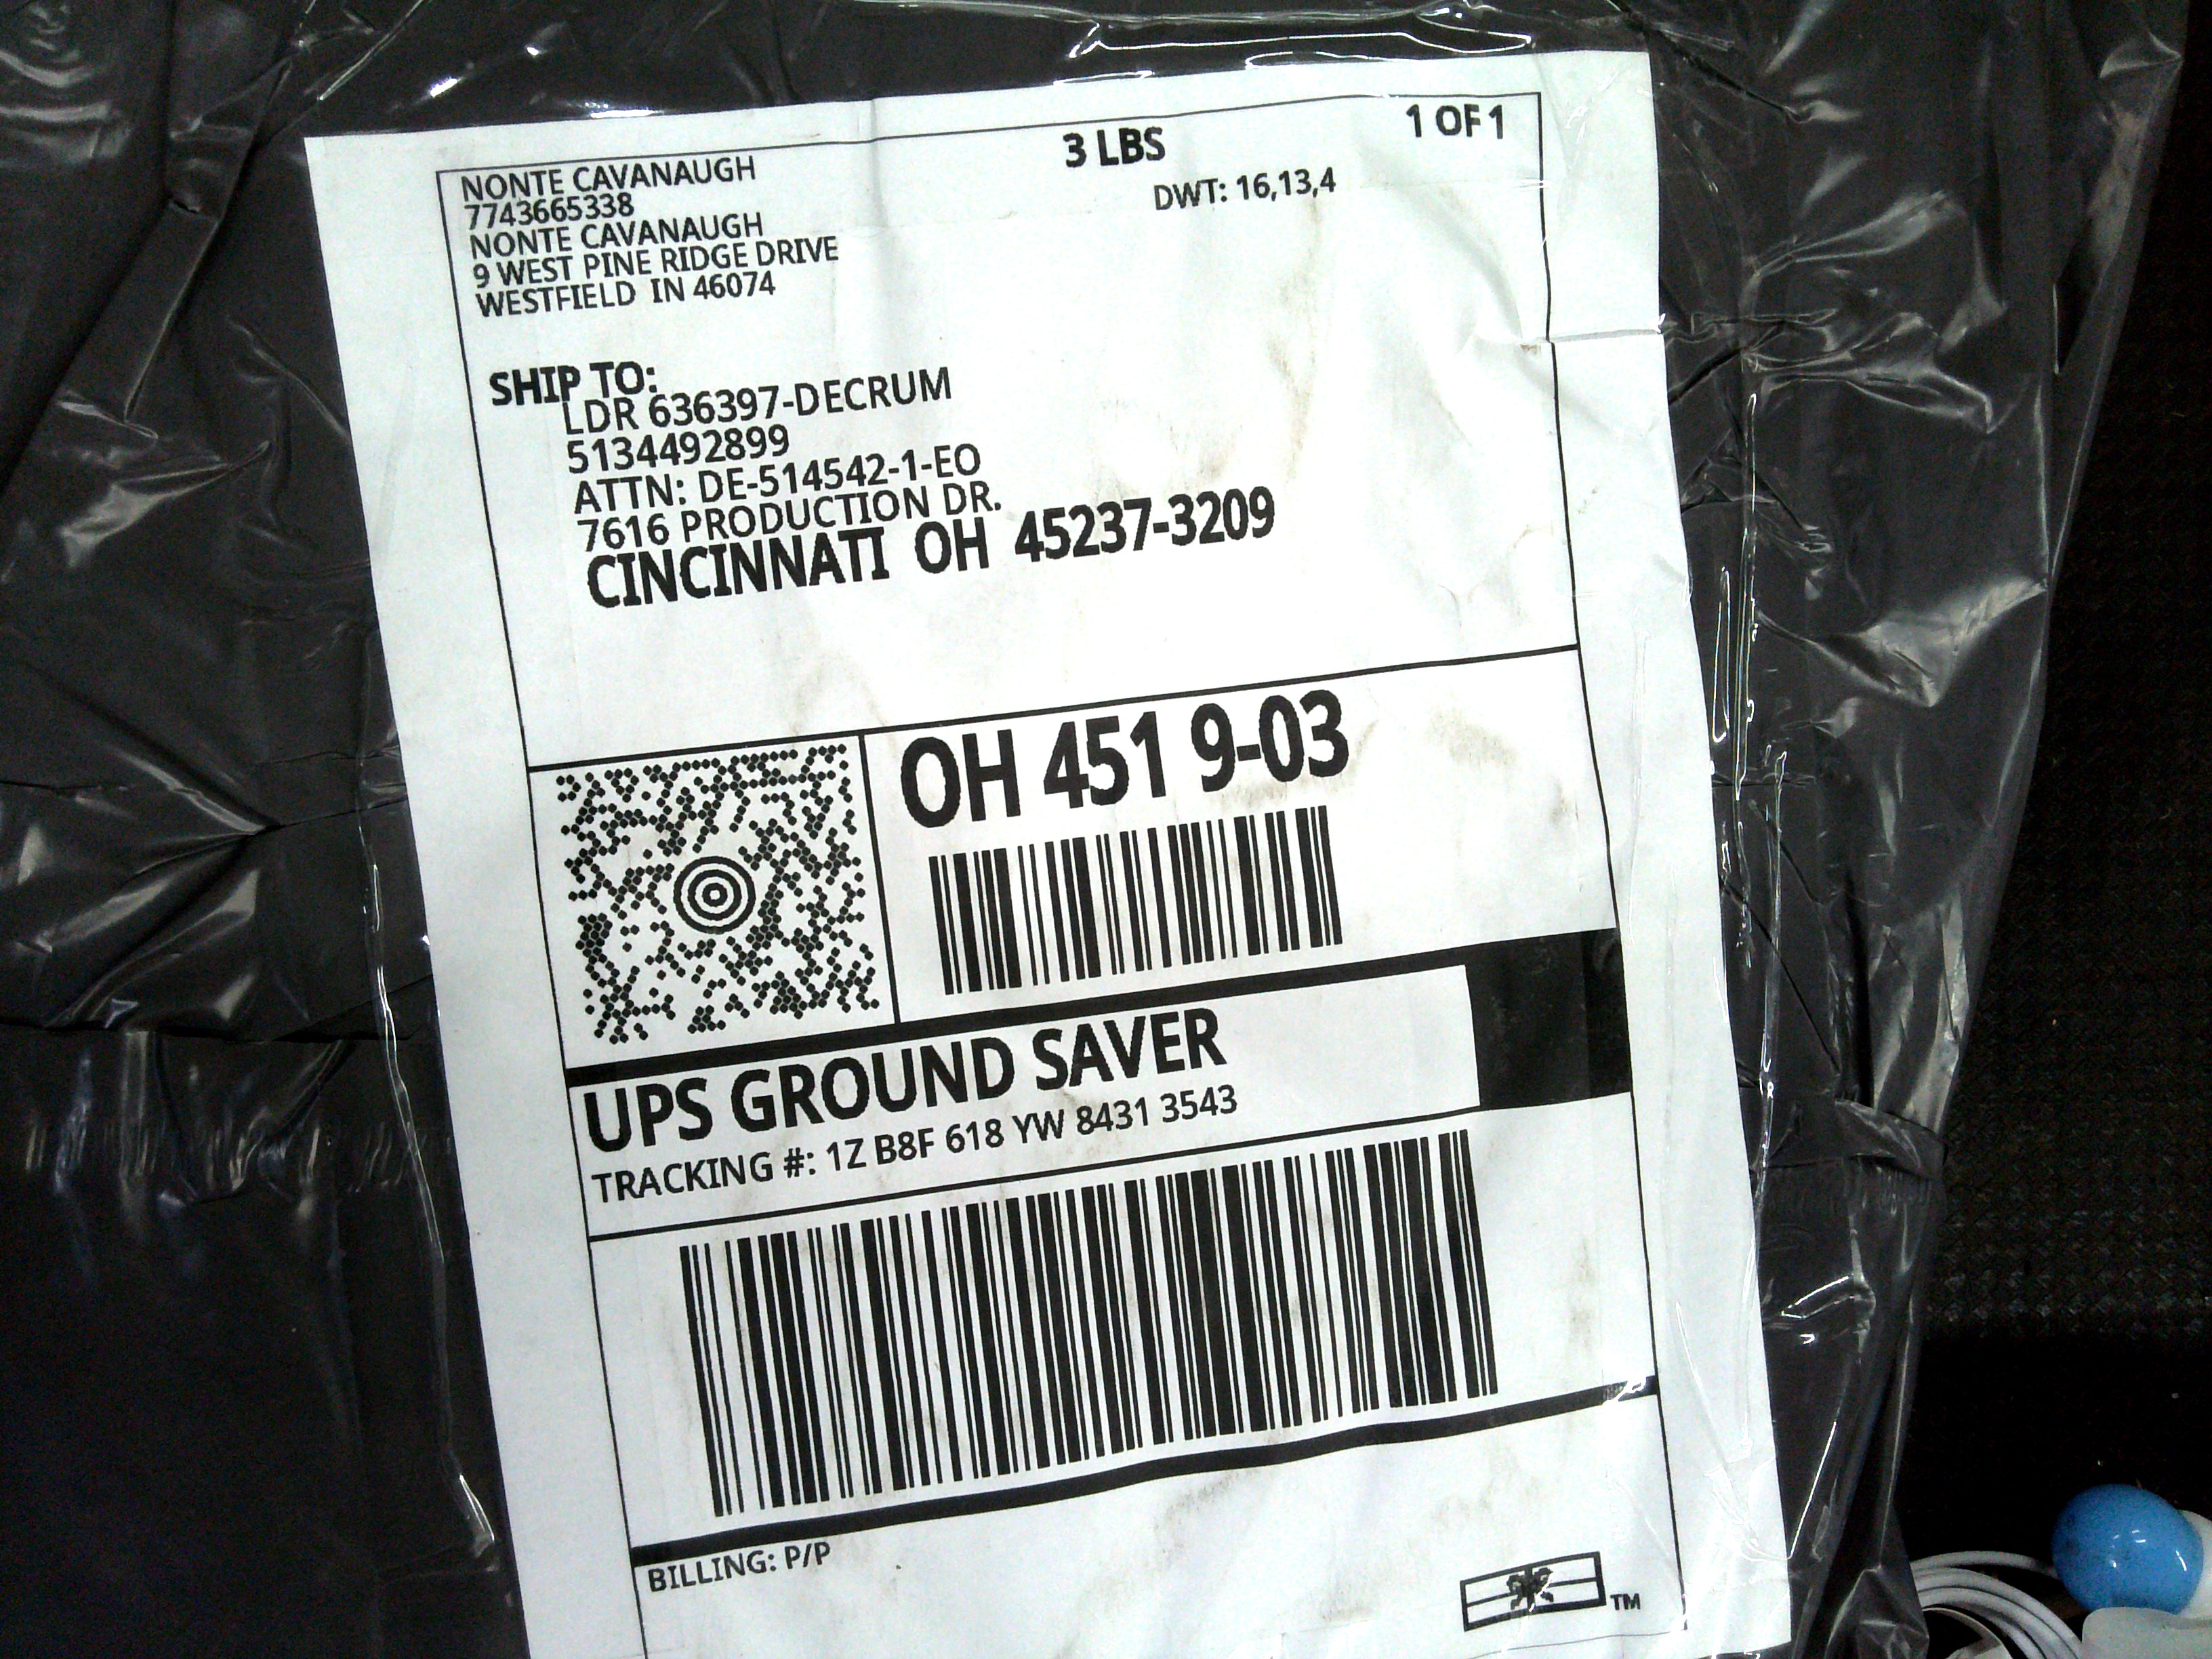 NONTE CAVANAUGH
7743665338
NONTE CAVANAUGH
9 WEST PINE RIDGE DRIVE
WESTFIELD IN 46074
3 LBS
1 OF 1
DWT: 16,13,4
SHIP TO:
LDR 636397-DECRUM
5134492899
ATTN: DE-514542-1-EO
7616 PRODUCTION DR.
CINCINNATI OH 45237-3209
OH 451 9-03
UPS GROUND SAVER
TRACKING #: 1Z B8F 618 YW 8431 3543
BILLING: P/P
TM